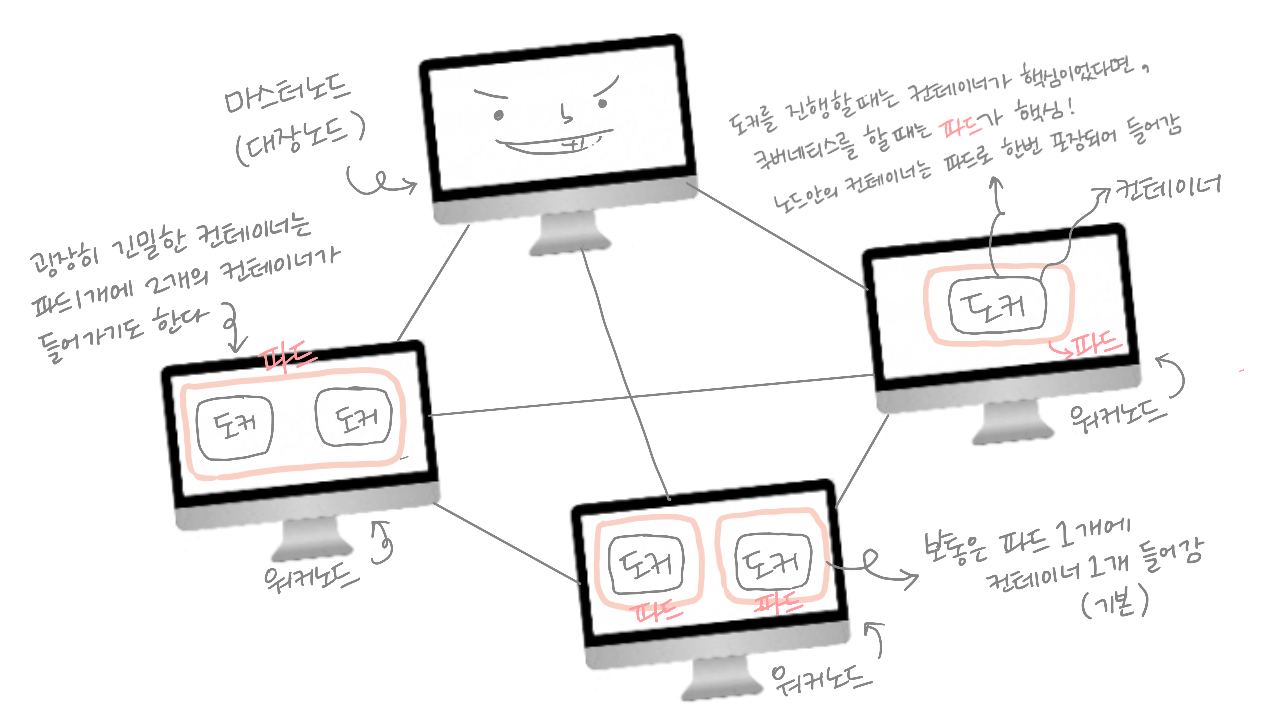 마스터노드
(대장노드)
도커를 진행할때는 컨테이너가 핵심이었다면,
쿠버네티스를 할때는 파드가 핵심!
노드안의 컨테이너는 파드로 한번 포장되어 들어감
컨테이너
굉장히 긴밀한 컨테이너는
파드1개에 2개의 컨테이너가
들어가기도 한다
도커
파드
워커노드
파드
도커
도커
워커노드
도커
도커
파드
파드
워커노드
보통은 파드 1개에
컨테이너 1개 들어감
(기본)